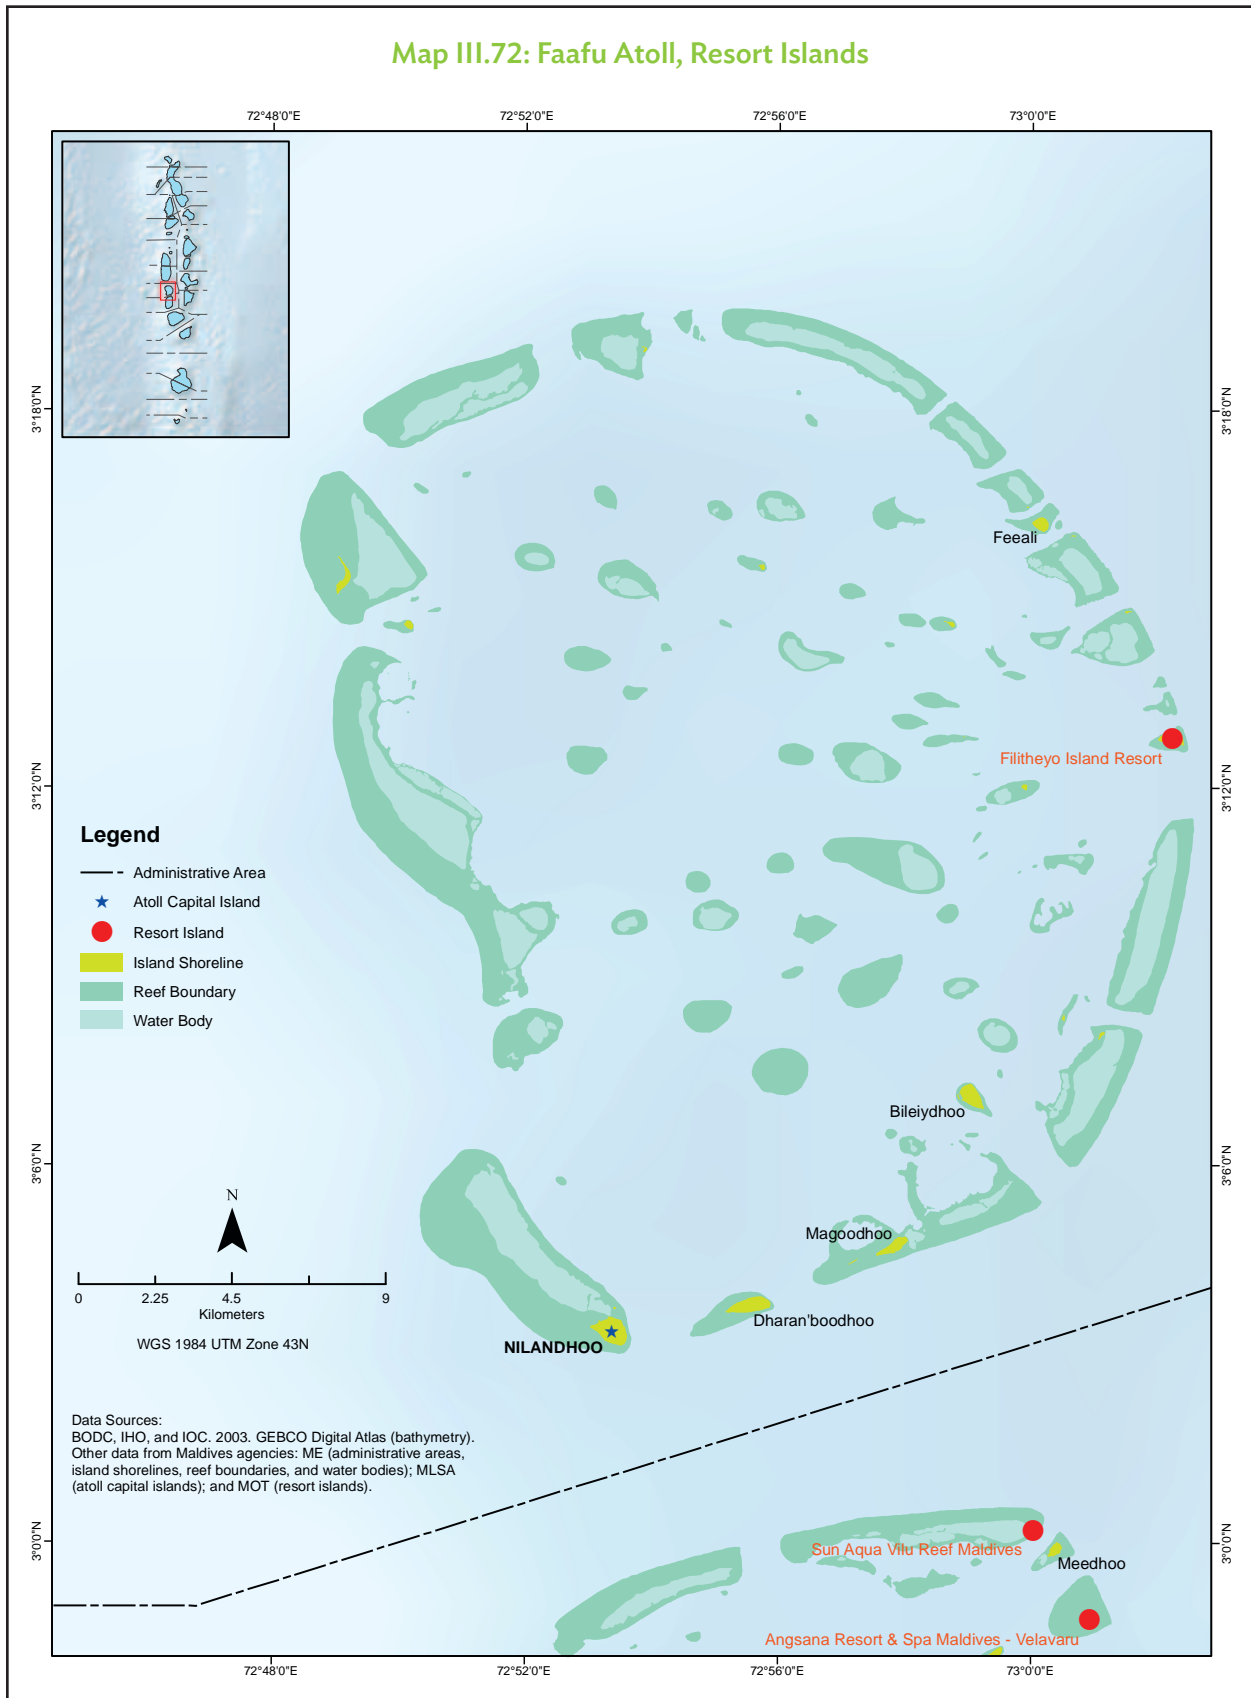 Map III.72: Faafu Atoll, Resort Islands
72°48'0"E
72°52'0"E
72°56'0"E
73°0'0"E
3°18'0"N
3°18'0"N
Feeali
Filitheyo Island Resort
3°12'0"N
3°12'0"N
Legend
Administrative Area
Atoll Capital Island
Resort Island
Island Shoreline
Reef Boundary
Water Body
Bileiydhoo
3°6'0"N
3°6'0"N
N
Magoodhoo
0
2.25
4.5
9
Kilometers
Dharan'boodhoo
WGS 1984 UTM Zone 43N
NILANDHOO
Data Sources:
BODC, IHO, and IOC. 2003. GEBCO Digital Atlas (bathymetry).
Other data from Maldives agencies: ME (administrative areas,
island shorelines, reef boundaries, and water bodies); MLSA
(atoll capital islands); and MOT (resort islands).
3°0'0"N
3°0'0"N
Sun Aqua Vilu Reef Maldives
Meedhoo
Angsana Resort & Spa Maldives - Velavaru
72°48'0"E
72°52'0"E
72°56'0"E
73°0'0"E